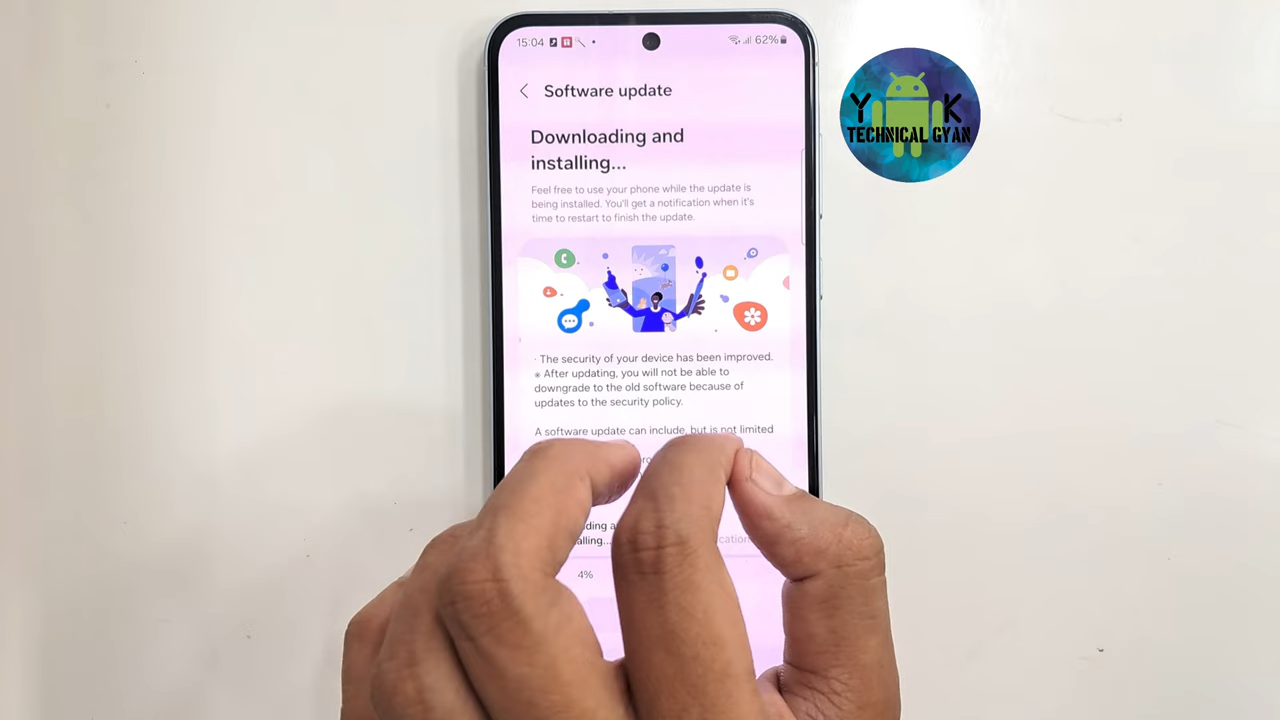 15:04
62%
Software update
Downloading and
installing...
Feel free to use your phone while the update is
being installed. You'll get a notification when it's
time to restart to finish the update.
· The security of your device has been improved.
※ After updating, you will not be able to
downgrade to the old software because of
updates to the security policy.
A software update can include, but is not limited
4%
Y K
TECHNICAL GYAN